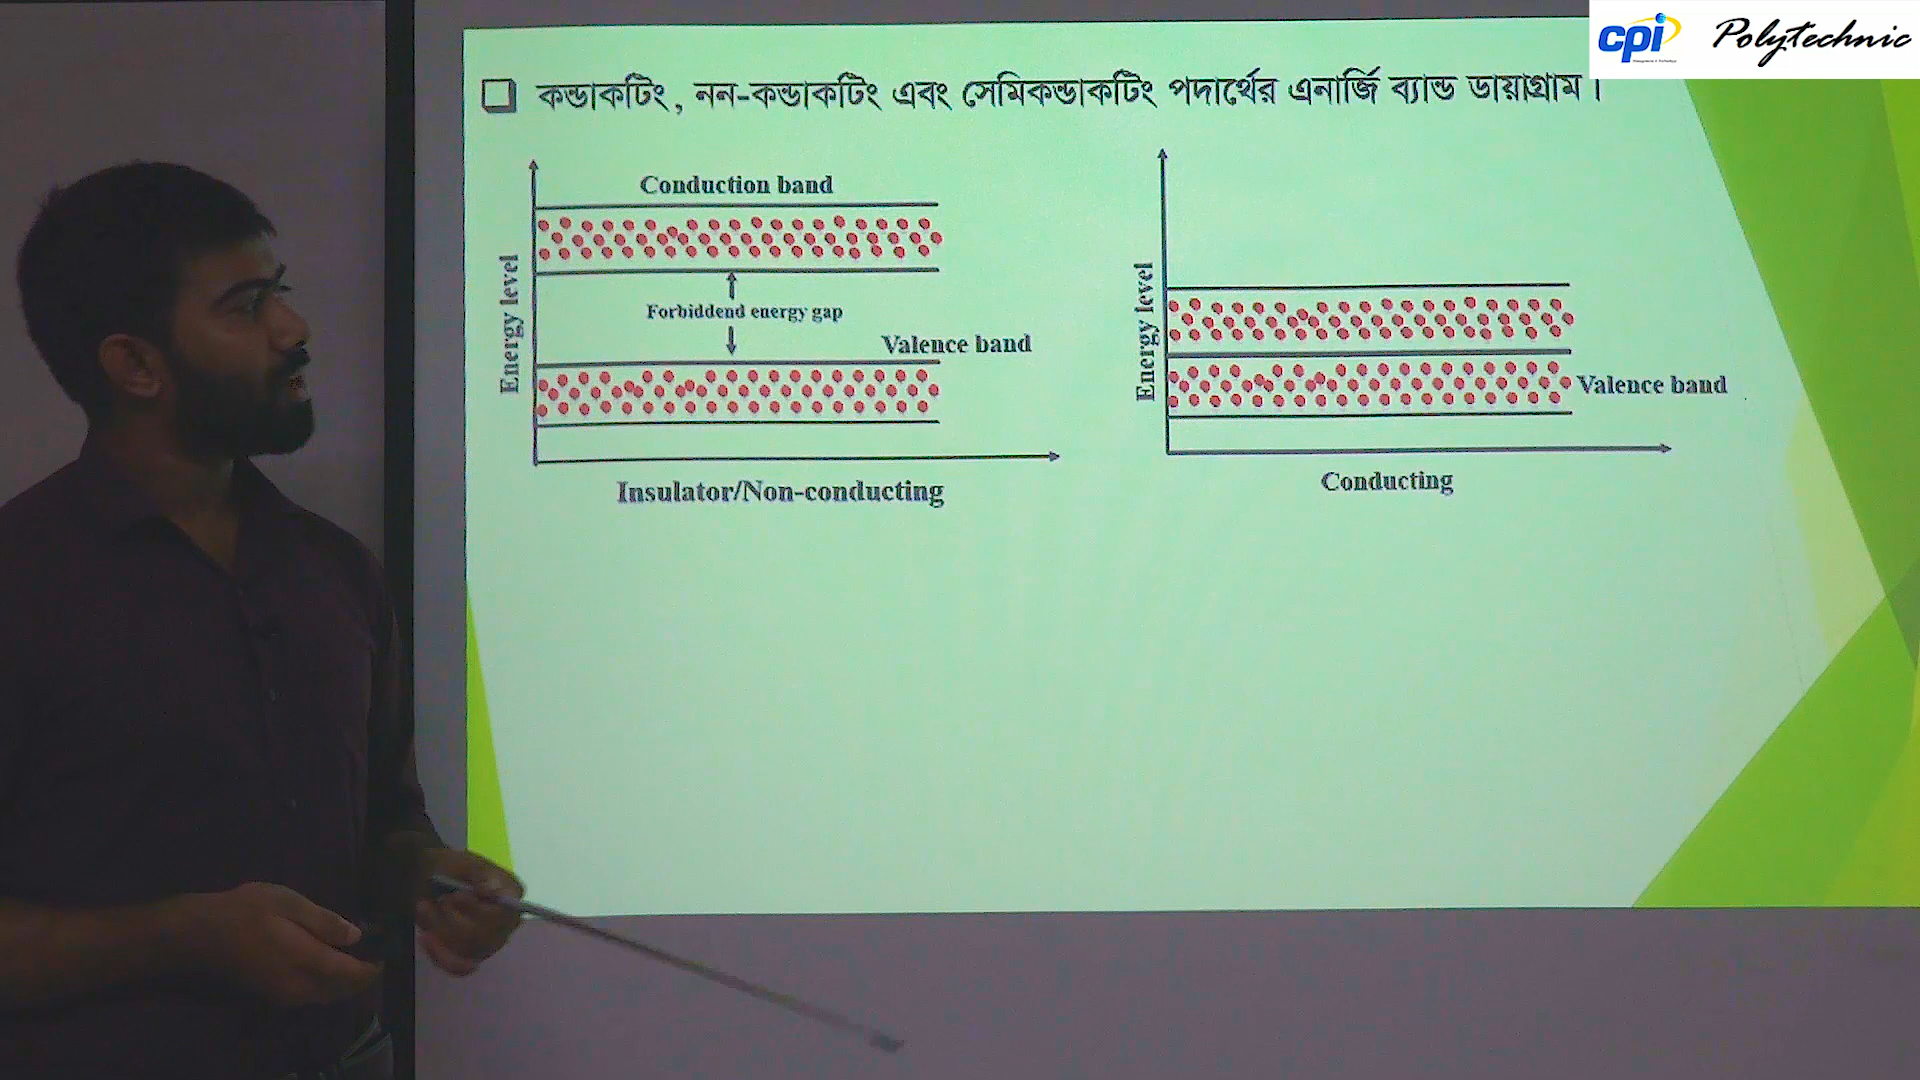 cpi Polytechnic
কন্ডাকটিং, নন-কন্ডাকটিং এবং সেমিকন্ডাকটিং পদার্থের এনার্জি ব্যান্ড ডায়াগ্রাম।
Conduction band
Energy level
Forbiddend energy gap
Valence band
Insulator/Non-conducting
Energy level
Valence band
Conducting